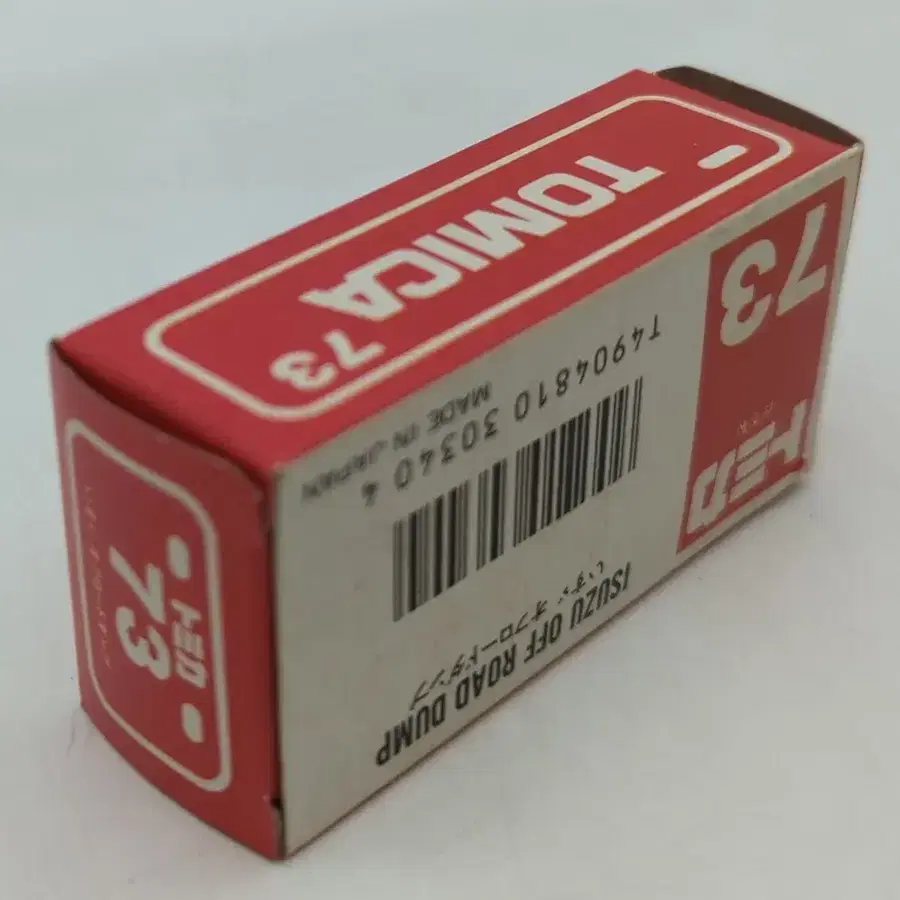 TOMICA 73
73
トミカ
ISUZU OFF ROAD DUMP
いすゞ オフロードダンプ
T4904810 30340 4
MADE IN JAPAN
トミカ
73